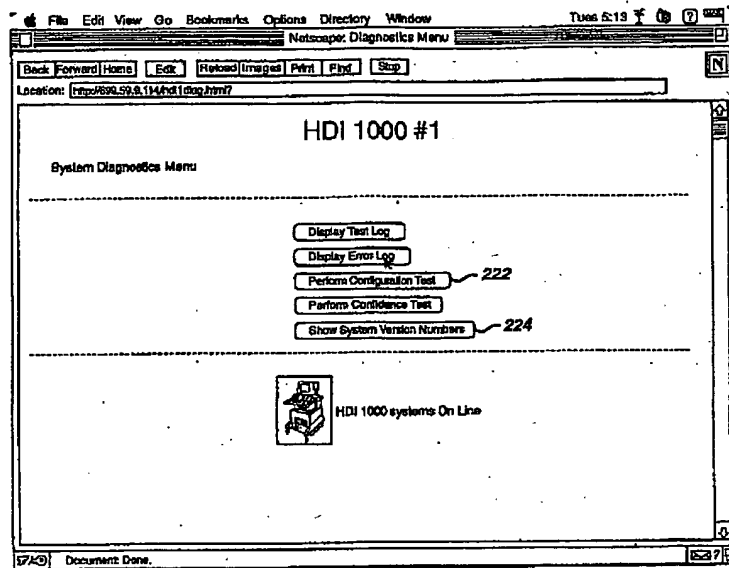 File Edit View Go Bookmarks Options Directory Window Tues 5:13
Netscape: Diagnostics Menu
Back Forward Home Edit Reload Images Print Find Stop N
Location:
HDI 1000 #1
System Diagnostics Menu
Display Test Log
Display Error Log
Perform Configuration Test 222
Perform Confidence Test
Show System Version Numbers 224
HDI 1000 systems On Line
Document: Done.